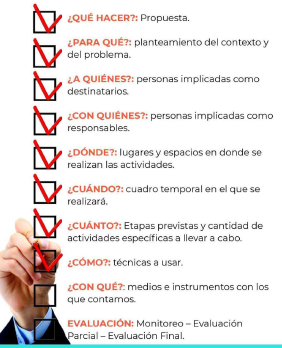 ¿QUÉ HACER?: Propuesta.
¿PARA QUÉ?: planteamiento del contexto y
del problema.
¿A QUIÉNES?: personas implicadas como
destinatarios.
¿CON QUIÉNES?: personas implicadas como
responsables.
¿DÓNDE?: lugares y espacios en donde se
realizan las actividades.
¿CUÁNDO?: cuadro temporal en el que se
realizará.
¿CUÁNTO?: Etapas previstas y cantidad de
actividades específicas a llevar a cabo.
¿CÓMO?: técnicas a usar.
¿CON QUÉ?: medios e instrumentos con los
que contamos.
EVALUACIÓN: Monitoreo – Evaluación
Parcial – Evaluación Final.